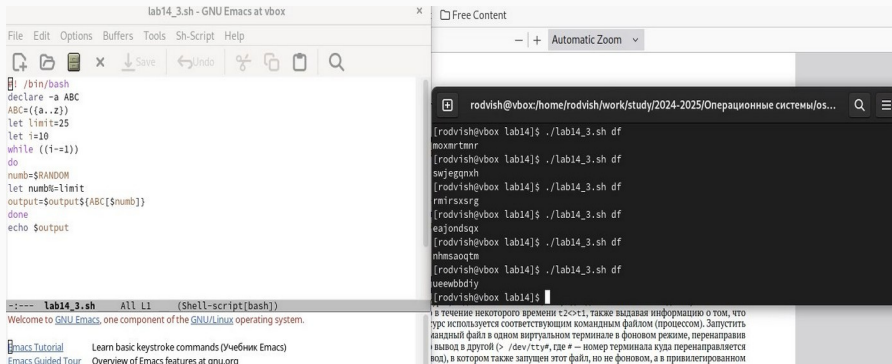 lab14_3.sh - GNU Emacs at vbox
×
File Edit Options Buffers Tools Sh-Script Help
Save Undo
#! /bin/bash
declare -a ABC
ABC=({a..z})
let limit=25
let i=10
while ((i-=1))
do
numb=$RANDOM
let numb%=limit
output=$output${ABC[$numb]}
done
echo $output
-:--- lab14_3.sh All L1 (Shell-script[bash])
Welcome to GNU Emacs, one component of the GNU/Linux operating system.
Emacs Tutorial Learn basic keystroke commands (Учебник Emacs)
Emacs Guided Tour Overview of Emacs features at gnu.org
Free Content
− | + Automatic Zoom
rodvish@vbox:/home/rodvish/work/study/2024-2025/Операционные системы/os...
[rodvish@vbox lab14]$ ./lab14_3.sh df
moxmrtmnr
[rodvish@vbox lab14]$ ./lab14_3.sh df
swjegqnxh
[rodvish@vbox lab14]$ ./lab14_3.sh df
rmirsxsrg
[rodvish@vbox lab14]$ ./lab14_3.sh df
eajondsqx
[rodvish@vbox lab14]$ ./lab14_3.sh df
nhmsaoqtm
[rodvish@vbox lab14]$ ./lab14_3.sh df
ueewbbdiy
[rodvish@vbox lab14]$
в течение некоторого времени t2<>t1, также выдавая информацию о том, что
урс используется соответствующим командным файлом (процессом). Запустить
мандный файл в одном виртуальном терминале в фоновом режиме, перенаправив
вывод в другой (> /dev/tty#, где # — номер терминала куда перенаправляется
вод), в котором также запущен этот файл, но не фоновом, а в привилегированном